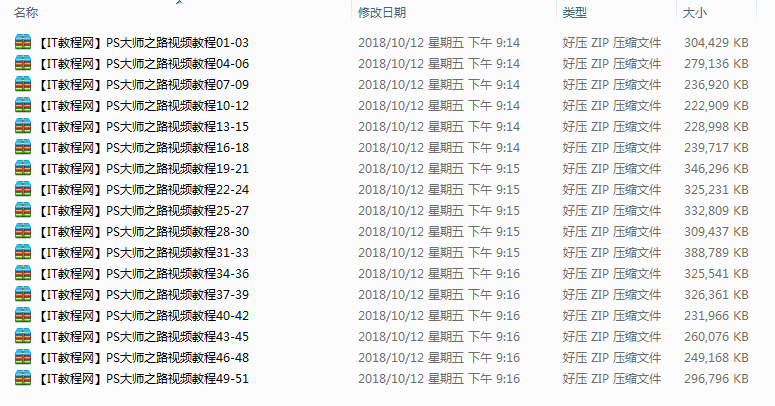 名称 修改日期 类型 大小
【IT教程网】PS大师之路视频教程01-03 2018/10/12 星期五 下午 9:14 好压 ZIP 压缩文件 304,429 KB
【IT教程网】PS大师之路视频教程04-06 2018/10/12 星期五 下午 9:14 好压 ZIP 压缩文件 279,136 KB
【IT教程网】PS大师之路视频教程07-09 2018/10/12 星期五 下午 9:14 好压 ZIP 压缩文件 236,920 KB
【IT教程网】PS大师之路视频教程10-12 2018/10/12 星期五 下午 9:14 好压 ZIP 压缩文件 222,909 KB
【IT教程网】PS大师之路视频教程13-15 2018/10/12 星期五 下午 9:14 好压 ZIP 压缩文件 228,998 KB
【IT教程网】PS大师之路视频教程16-18 2018/10/12 星期五 下午 9:14 好压 ZIP 压缩文件 239,717 KB
【IT教程网】PS大师之路视频教程19-21 2018/10/12 星期五 下午 9:15 好压 ZIP 压缩文件 346,296 KB
【IT教程网】PS大师之路视频教程22-24 2018/10/12 星期五 下午 9:15 好压 ZIP 压缩文件 325,231 KB
【IT教程网】PS大师之路视频教程25-27 2018/10/12 星期五 下午 9:15 好压 ZIP 压缩文件 332,809 KB
【IT教程网】PS大师之路视频教程28-30 2018/10/12 星期五 下午 9:15 好压 ZIP 压缩文件 309,437 KB
【IT教程网】PS大师之路视频教程31-33 2018/10/12 星期五 下午 9:15 好压 ZIP 压缩文件 388,789 KB
【IT教程网】PS大师之路视频教程34-36 2018/10/12 星期五 下午 9:16 好压 ZIP 压缩文件 325,541 KB
【IT教程网】PS大师之路视频教程37-39 2018/10/12 星期五 下午 9:16 好压 ZIP 压缩文件 326,361 KB
【IT教程网】PS大师之路视频教程40-42 2018/10/12 星期五 下午 9:16 好压 ZIP 压缩文件 231,966 KB
【IT教程网】PS大师之路视频教程43-45 2018/10/12 星期五 下午 9:16 好压 ZIP 压缩文件 260,076 KB
【IT教程网】PS大师之路视频教程46-48 2018/10/12 星期五 下午 9:16 好压 ZIP 压缩文件 249,168 KB
【IT教程网】PS大师之路视频教程49-51 2018/10/12 星期五 下午 9:16 好压 ZIP 压缩文件 296,796 KB